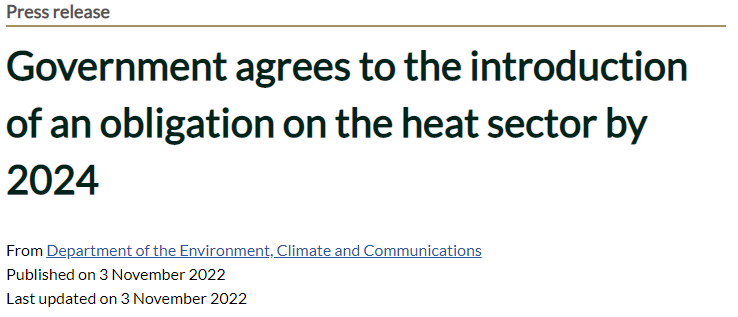 Press release
Government agrees to the introduction
of an obligation on the heat sector by
2024
From Department of the Environment, Climate and Communications
Published on 3 November 2022
Last updated on 3 November 2022